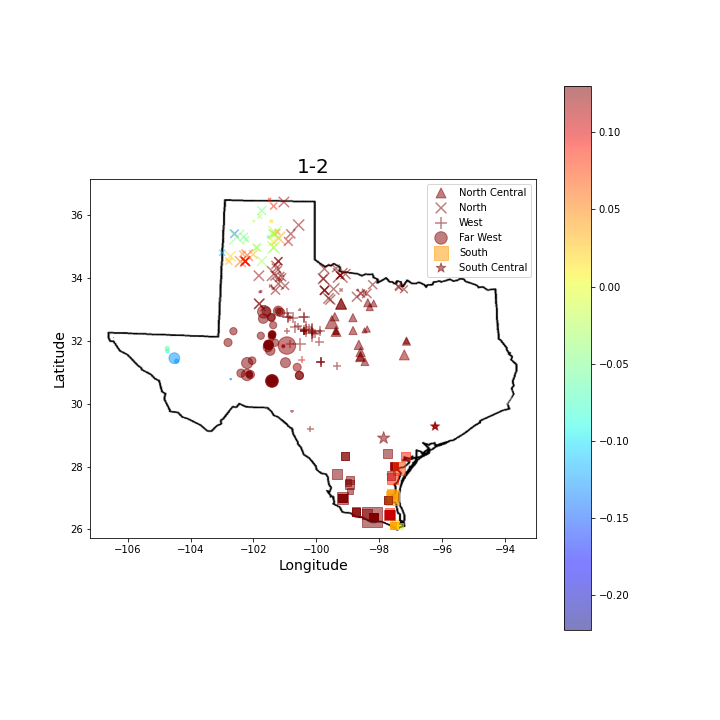 1-2
North Central
North
West
Far West
South
South Central
Latitude
36
34
32
30
28
26
−106
−104
−102
−100
−98
−96
−94
Longitude
0.10
0.05
0.00
−0.05
−0.10
−0.15
−0.20